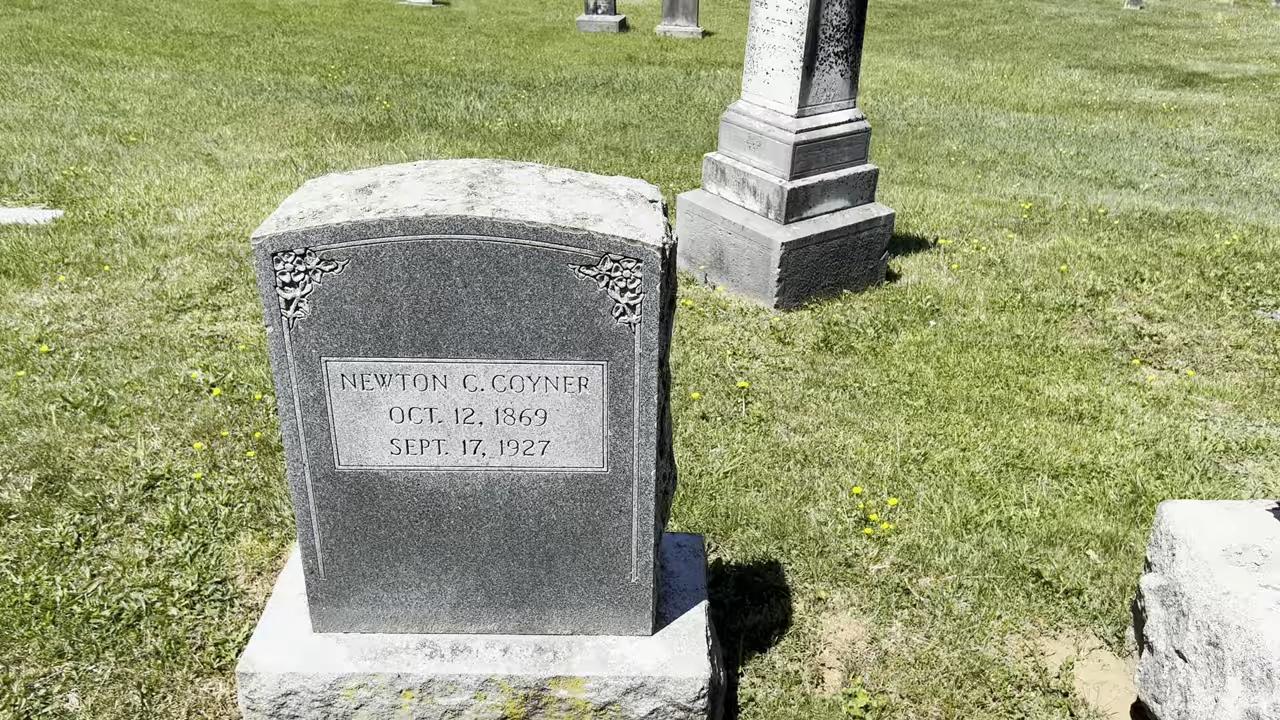 NEWTON C. COYNER
OCT. 12, 1869
SEPT. 17, 1927